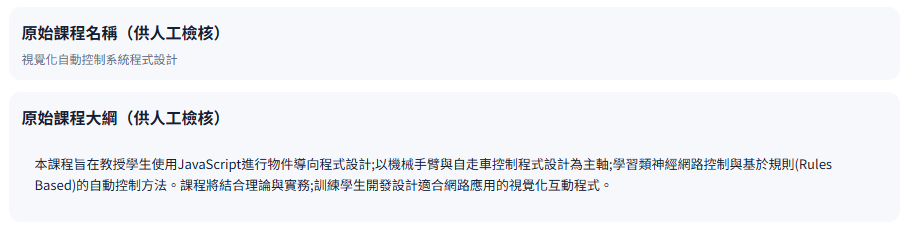 原始課程名稱（供人工檢核）
視覺化自動控制系統程式設計
原始課程大綱（供人工檢核）
本課程旨在教授學生使用JavaScript進行物件導向程式設計;以機械手臂與自走車控制程式設計為主軸;學習類神經網路控制與基於規則(Rules
Based)的自動控制方法。課程將結合理論與實務;訓練學生開發設計適合網路應用的視覺化互動程式。